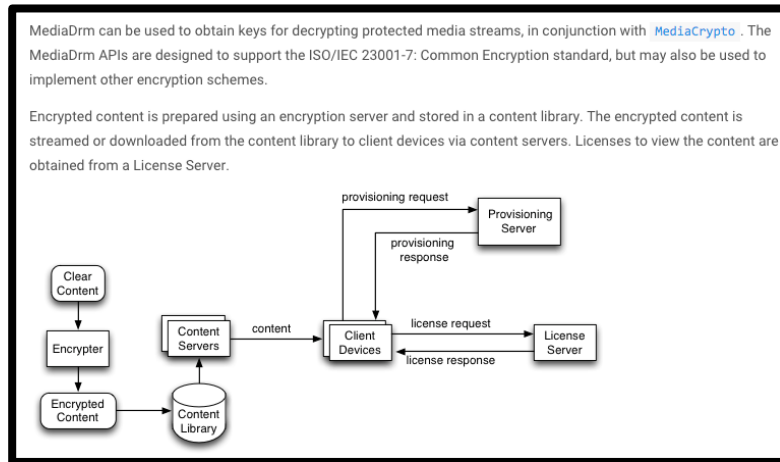 MediaDrm can be used to obtain keys for decrypting protected media streams, in conjunction with MediaCrypto . The
MediaDrm APIs are designed to support the ISO/IEC 23001-7: Common Encryption standard, but may also be used to
implement other encryption schemes.
Encrypted content is prepared using an encryption server and stored in a content library. The encrypted content is
streamed or downloaded from the content library to client devices via content servers. Licenses to view the content are
obtained from a License Server.
provisioning request
Provisioning
Server
provisioning
response
Clear
Content
Encrypter
Encrypted
Content
Content
Library
Content
Servers
content
Client
Devices
license request
license response
License
Server